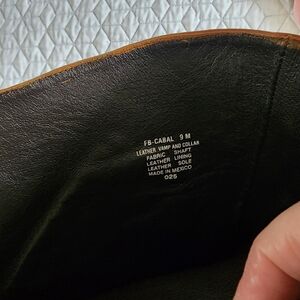 FB-CABAL 9 M
LEATHER VAMP AND COLLAR
FABRIC SHAFT
LEATHER LINING
LEATHER SOLE
MADE IN MEXICO
026